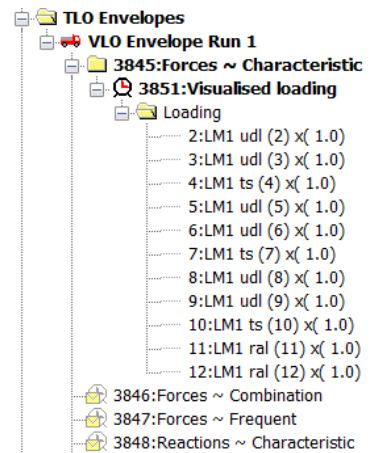 TLO Envelopes
VLO Envelope Run 1
3845:Forces ~ Characteristic
3851:Visualised loading
Loading
2:LM1 udl (2) x( 1.0)
3:LM1 udl (3) x( 1.0)
4:LM1 ts (4) x( 1.0)
5:LM1 udl (5) x( 1.0)
6:LM1 udl (6) x( 1.0)
7:LM1 ts (7) x( 1.0)
8:LM1 udl (8) x( 1.0)
9:LM1 udl (9) x( 1.0)
10:LM1 ts (10) x( 1.0)
11:LM1 ral (11) x( 1.0)
12:LM1 ral (12) x( 1.0)
3846:Forces ~ Combination
3847:Forces ~ Frequent
3848:Reactions ~ Characteristic